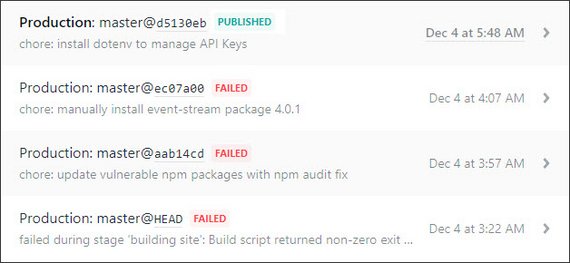 Production: master@d5130eb PUBLISHED
Dec 4 at 5:48 AM
chore: install dotenv to manage API Keys
Production: master@ec07a00 FAILED
Dec 4 at 4:07 AM
chore: manually install event-stream package 4.0.1
Production: master@aab14cd FAILED
Dec 4 at 3:57 AM
chore: update vulnerable npm packages with npm audit fix
Production: master@HEAD FAILED
Dec 4 at 3:22 AM
failed during stage 'building site': Build script returned non-zero exit ...